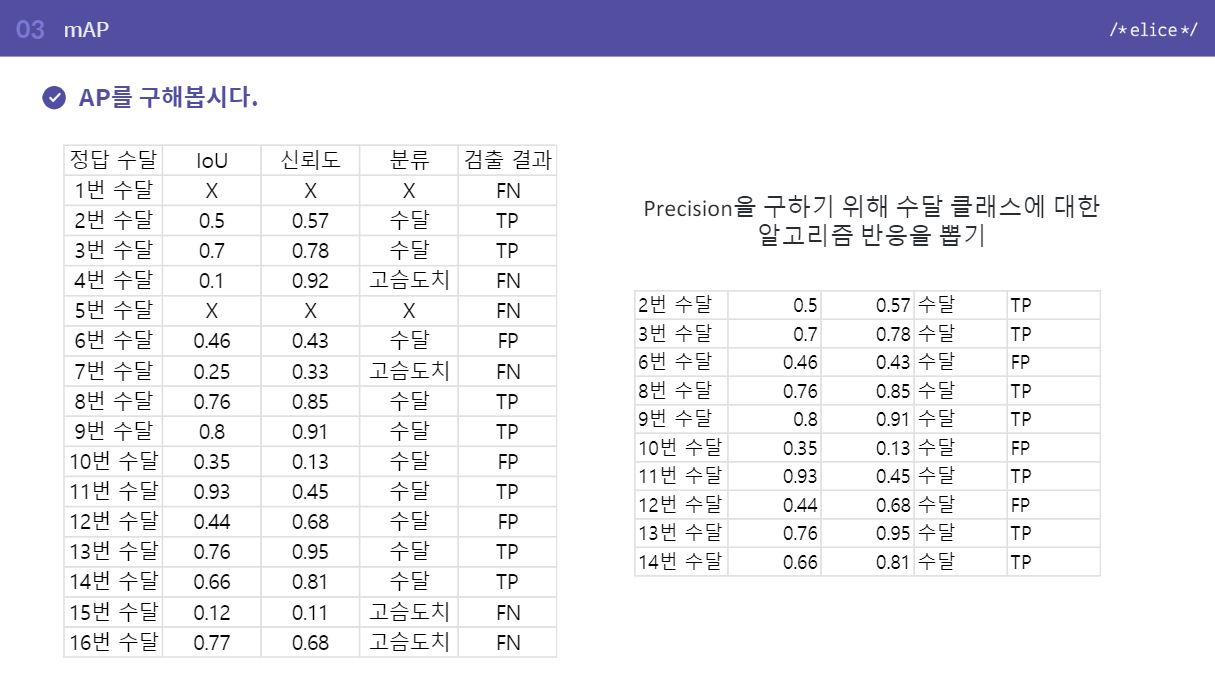 03 mAP
/*elice*/
AP를 구해봅시다.
정답 수달 IoU 신뢰도 분류 검출 결과
1번 수달 X X X FN
2번 수달 0.5 0.57 수달 TP
3번 수달 0.7 0.78 수달 TP
4번 수달 0.1 0.92 고슴도치 FN
5번 수달 X X X FN
6번 수달 0.46 0.43 수달 FP
7번 수달 0.25 0.33 고슴도치 FN
8번 수달 0.76 0.85 수달 TP
9번 수달 0.8 0.91 수달 TP
10번 수달 0.35 0.13 수달 FP
11번 수달 0.93 0.45 수달 TP
12번 수달 0.44 0.68 수달 FP
13번 수달 0.76 0.95 수달 TP
14번 수달 0.66 0.81 수달 TP
15번 수달 0.12 0.11 고슴도치 FN
16번 수달 0.77 0.68 고슴도치 FN
Precision을 구하기 위해 수달 클래스에 대한
알고리즘 반응을 뽑기
2번 수달 0.5 0.57 수달 TP
3번 수달 0.7 0.78 수달 TP
6번 수달 0.46 0.43 수달 FP
8번 수달 0.76 0.85 수달 TP
9번 수달 0.8 0.91 수달 TP
10번 수달 0.35 0.13 수달 FP
11번 수달 0.93 0.45 수달 TP
12번 수달 0.44 0.68 수달 FP
13번 수달 0.76 0.95 수달 TP
14번 수달 0.66 0.81 수달 TP